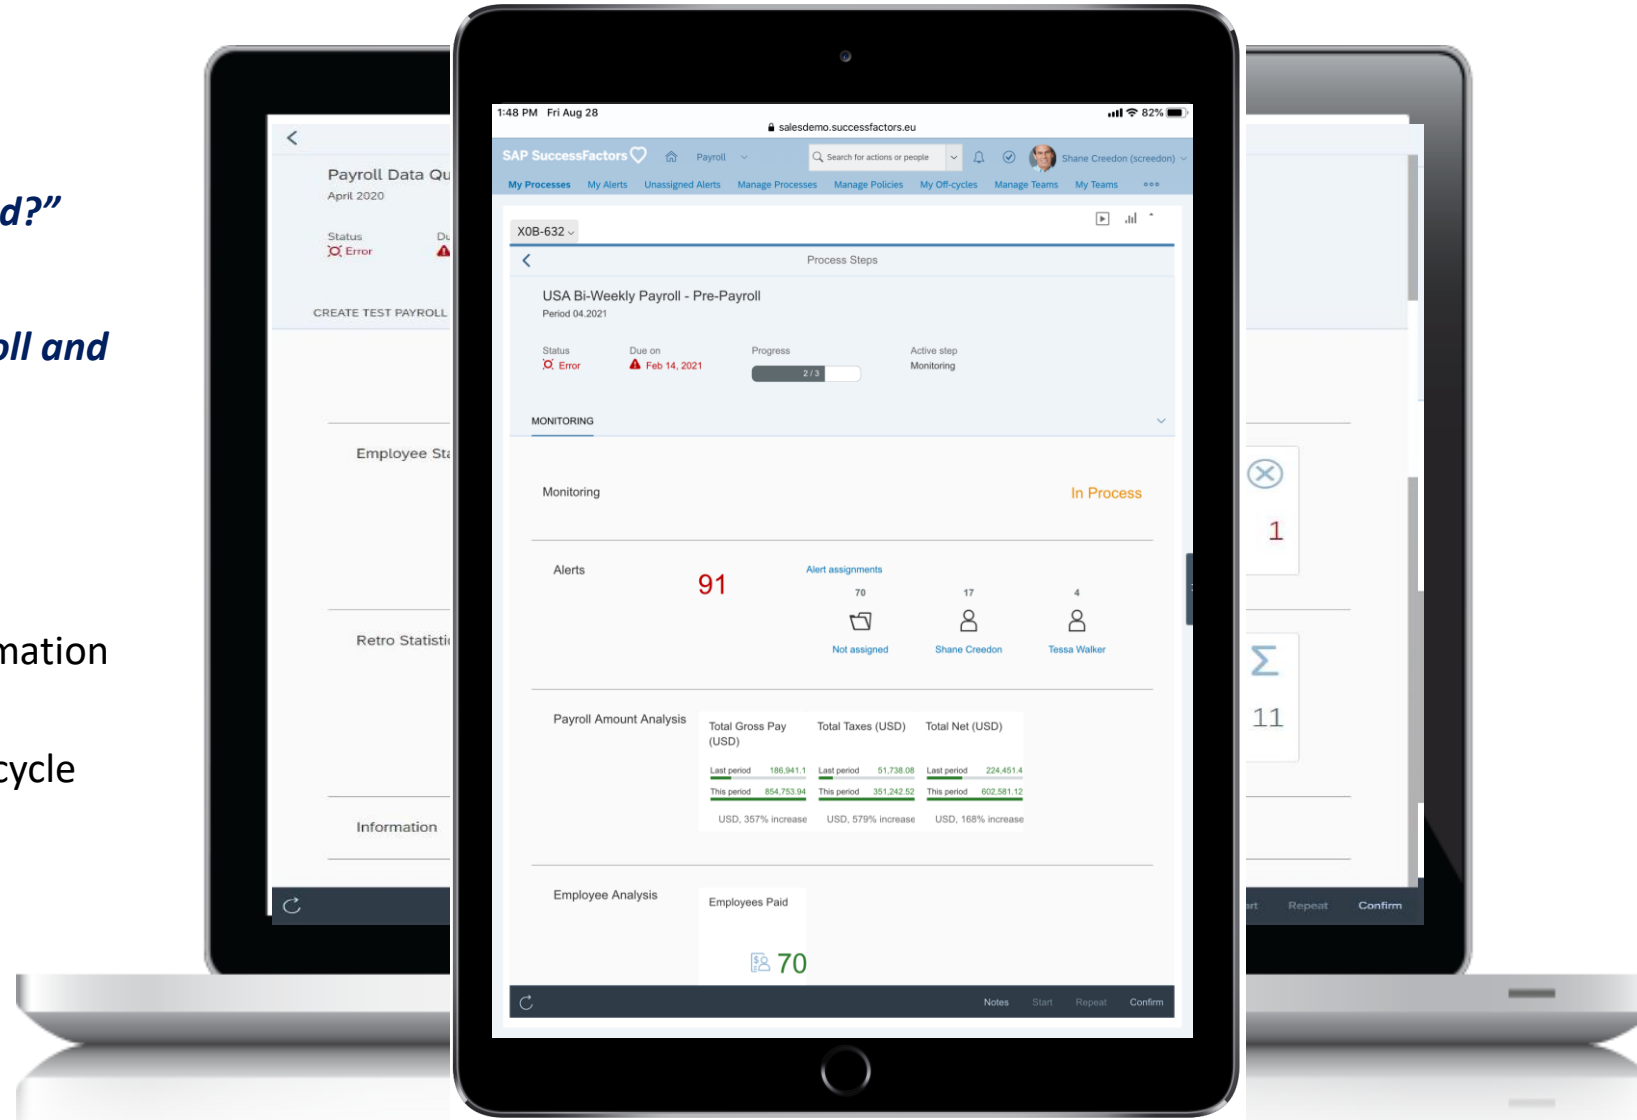 d?"
oll and
mation
cycle
Payroll Data Qu
April 2020
Status Du
Error
CREATE TEST PAYROLL
Employee Sta
Retro Statisti
Information
1:48 PM Fri Aug 28
82%
salesdemo.successfactors.eu
SAP SuccessFactors
Payroll
Search for actions or people
Shane Creedon (screedon)
My Processes My Alerts Unassigned Alerts Manage Processes Manage Policies My Off-cycles Manage Teams My Teams
X0B-632
Process Steps
USA Bi-Weekly Payroll - Pre-Payroll
Period 04.2021
Status Due on Progress Active step
Error Feb 14, 2021 2 / 3 Monitoring
MONITORING
Monitoring In Process
Alerts 91 Alert assignments
70 17 4
Not assigned Shane Creedon Tessa Walker
Payroll Amount Analysis
Total Gross Pay (USD)
Last period 186,941.1
This period 854,753.94
USD, 357% increase
Total Taxes (USD)
Last period 51,738.08
This period 351,242.52
USD, 579% increase
Total Net (USD)
Last period 224,451.4
This period 602,581.12
USD, 168% increase
Employee Analysis
Employees Paid
70
Notes Start Repeat Confirm
1
Σ
11
art Repeat Confirm